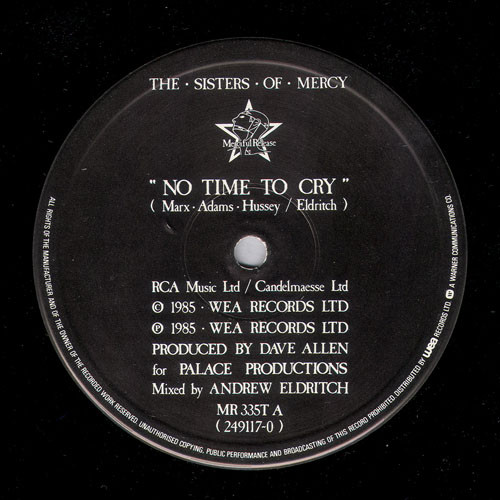 THE · SISTERS · OF · MERCY
Merciful Release
" NO TIME TO CRY "
( Marx · Adams · Hussey / Eldritch )
RCA Music Ltd / Candelmaesse Ltd
© 1985 · WEA RECORDS LTD
℗ 1985 · WEA RECORDS LTD
PRODUCED BY DAVE ALLEN
for PALACE PRODUCTIONS
Mixed by ANDREW ELDRITCH
MR 335T A
( 249117-0 )
ALL RIGHTS OF THE MANUFACTURER AND OF THE OWNER OF THE RECORDED WORK RESERVED. UNAUTHORISED COPYING, PUBLIC PERFORMANCE AND BROADCASTING OF THIS RECORD PROHIBITED. DISTRIBUTED BY wea RECORDS LTD. A WARNER COMMUNICATIONS CO.